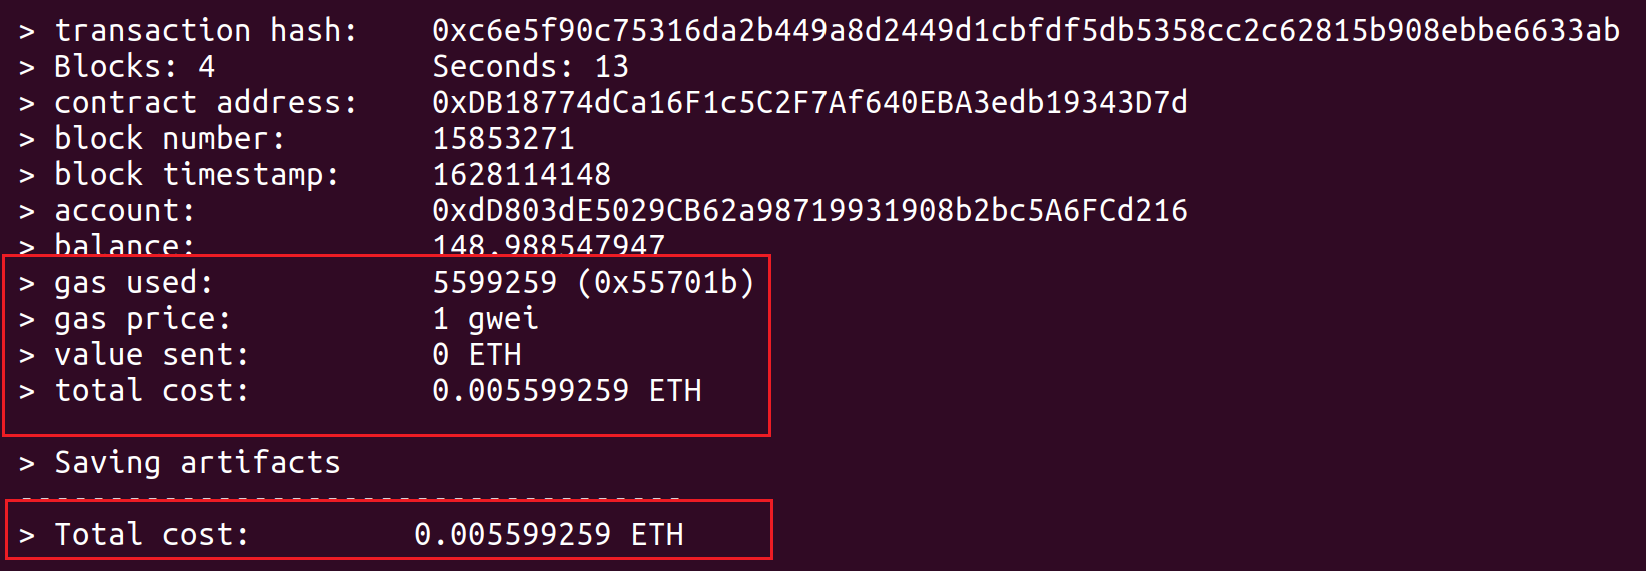 > transaction hash: 0xc6e5f90c75316da2b449a8d2449d1cbfdf5db5358cc2c62815b908ebbe6633ab
> Blocks: 4 Seconds: 13
> contract address: 0xDB18774dCa16F1c5C2F7Af640EBA3edb19343D7d
> block number: 15853271
> block timestamp: 1628114148
> account: 0xdD803dE5029CB62a98719931908b2bc5A6FCd216
> balance: 148.988547947
> gas used: 5599259 (0x55701b)
> gas price: 1 gwei
> value sent: 0 ETH
> total cost: 0.005599259 ETH
> Saving artifacts
-------------------------------------
> Total cost: 0.005599259 ETH